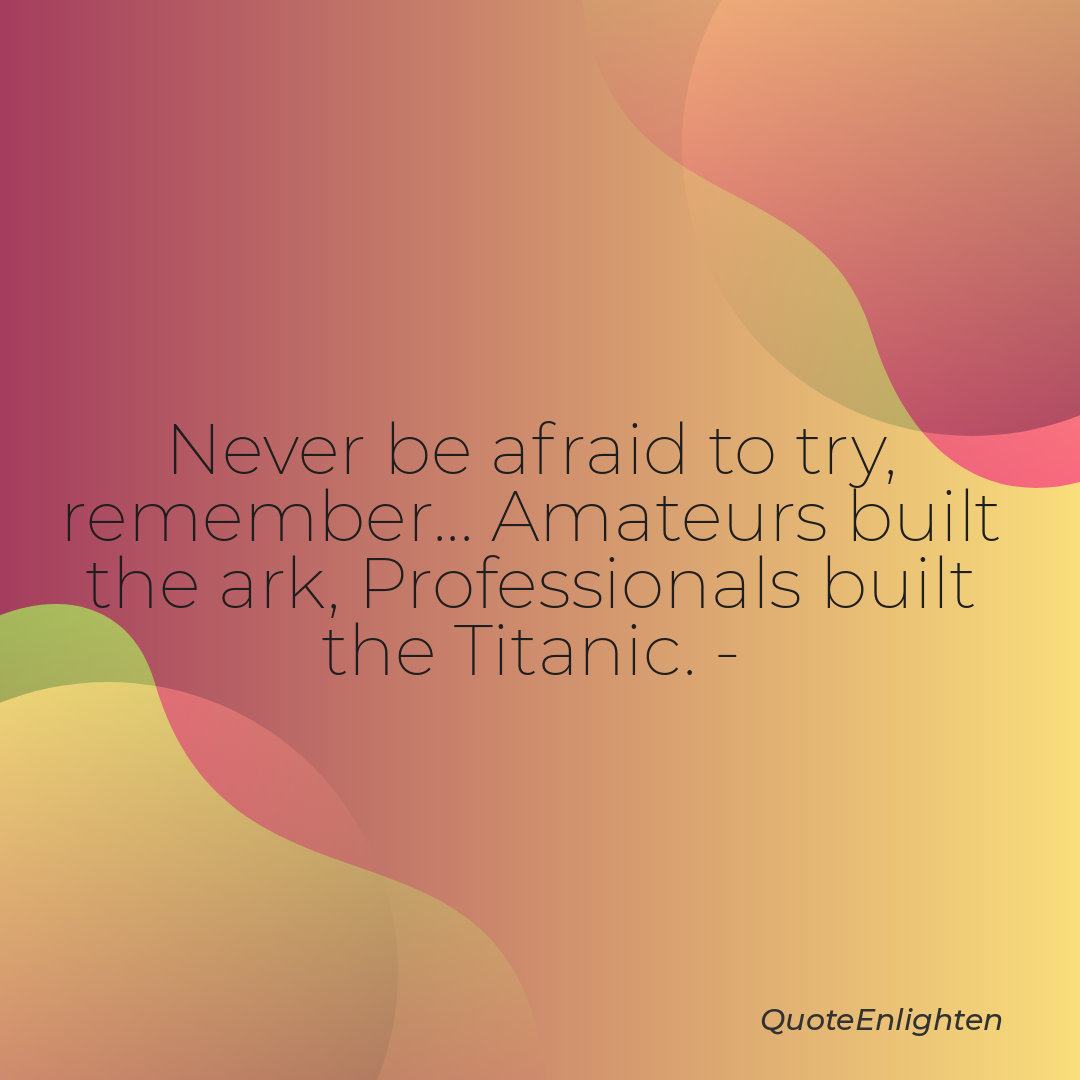 Never be afraid to try,
remember... Amateurs built
the ark, Professionals built
the Titanic. -
QuoteEnlighten